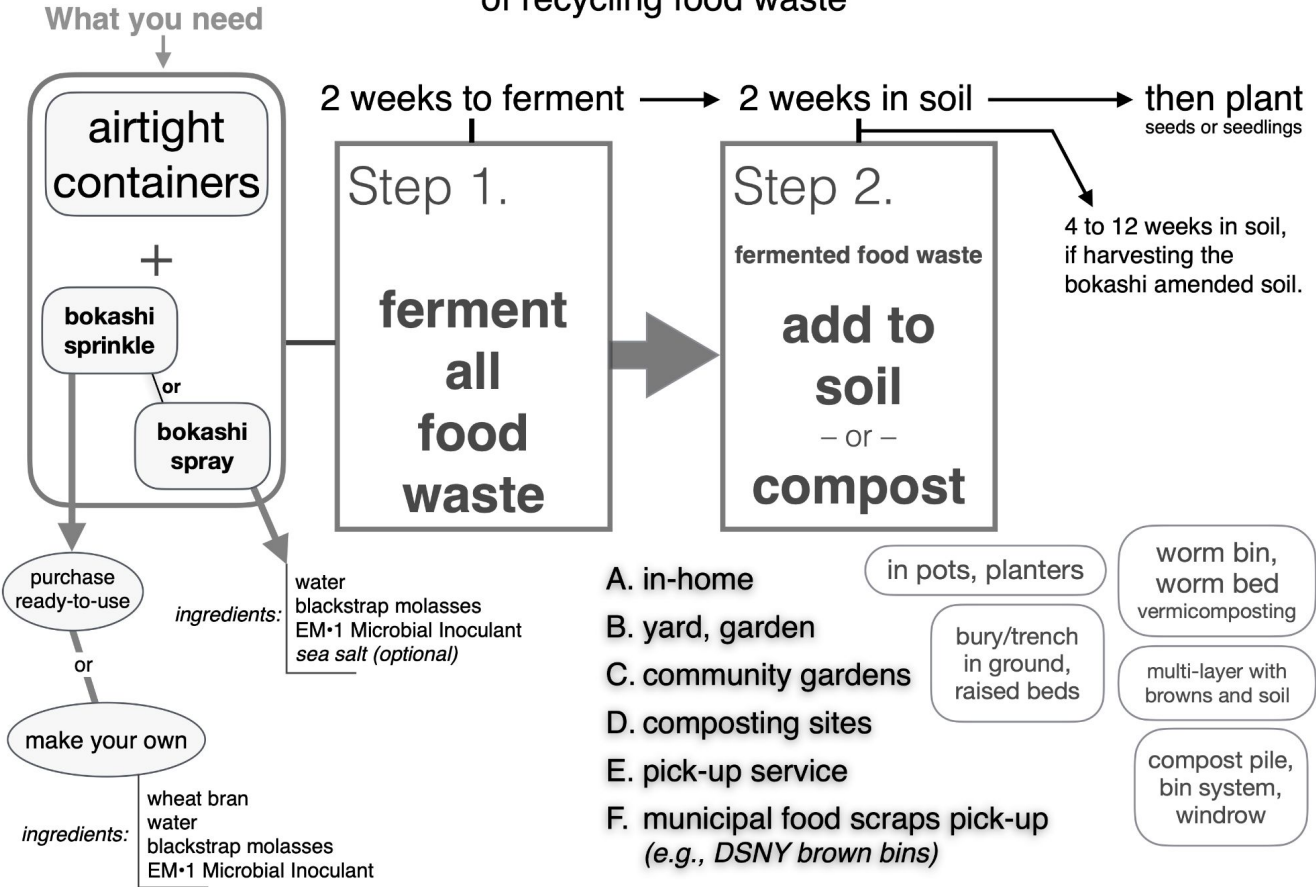 of recycling food waste
What you need
airtight
containers
+
bokashi
sprinkle
or
bokashi
spray
purchase
ready-to-use
or
make your own
ingredients:
wheat bran
water
blackstrap molasses
EM•1 Microbial Inoculant
ingredients:
water
blackstrap molasses
EM•1 Microbial Inoculant
sea salt (optional)
2 weeks to ferment
2 weeks in soil
then plant
seeds or seedlings
4 to 12 weeks in soil,
if harvesting the
bokashi amended soil.
Step 1.
ferment
all
food
waste
Step 2.
fermented food waste
add to
soil
– or –
compost
A. in-home
B. yard, garden
C. community gardens
D. composting sites
E. pick-up service
F. municipal food scraps pick-up
(e.g., DSNY brown bins)
in pots, planters
bury/trench
in ground,
raised beds
worm bin,
worm bed
vermicomposting
multi-layer with
browns and soil
compost pile,
bin system,
windrow